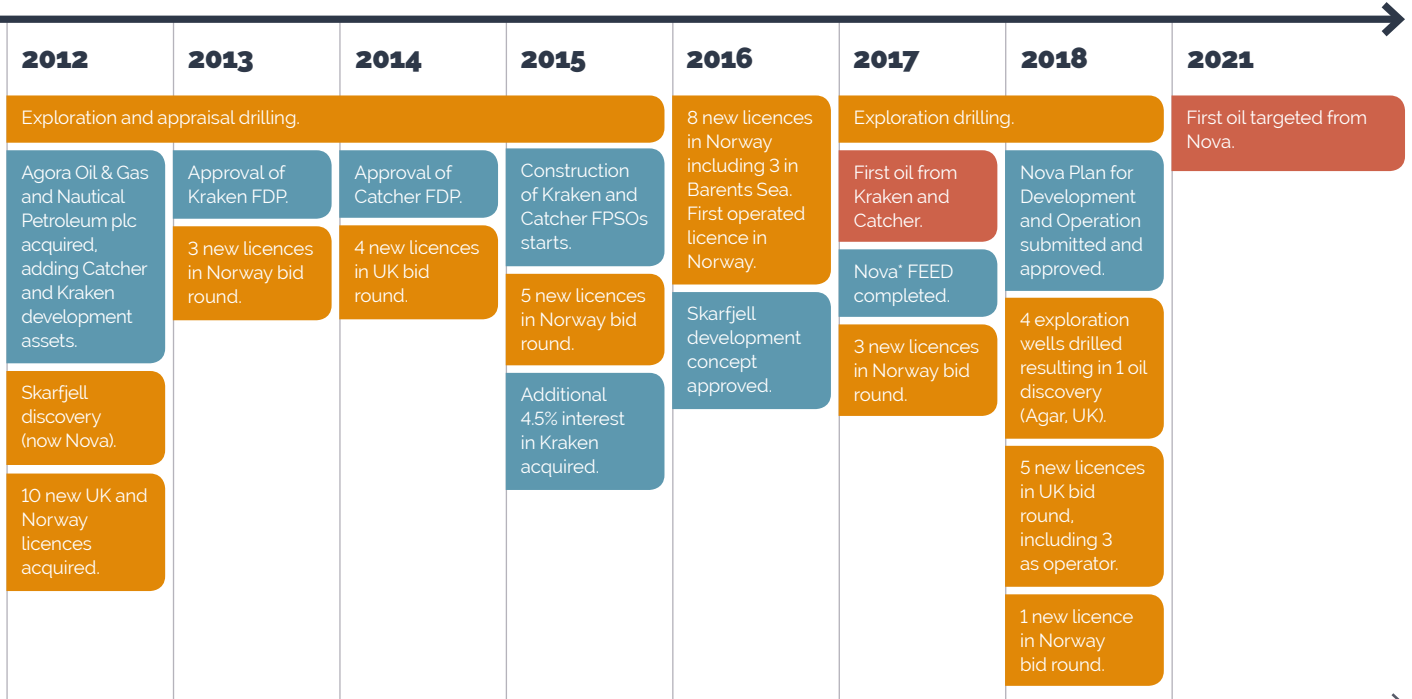 2012
2013
2014
2015
2016
2017
2018
2021
Exploration and appraisal drilling.
Agora Oil & Gas
and Nautical
Petroleum plc
acquired,
adding Catcher
and Kraken
development
assets.
Skarfjell
discovery
(now Nova).
10 new UK and
Norway
licences
acquired.
Approval of
Kraken FDP.
3 new licences
in Norway bid
round.
Approval of
Catcher FDP.
4 new licences
in UK bid
round.
Construction
of Kraken and
Catcher FPSOs
starts.
5 new licences
in Norway bid
round.
Additional
4.5% interest
in Kraken
acquired.
8 new licences
in Norway
including 3 in
Barents Sea.
First operated
licence in
Norway.
Skarfjell
development
concept
approved.
Exploration drilling.
First oil from
Kraken and
Catcher.
Nova* FEED
completed.
3 new licences
in Norway bid
round.
Nova Plan for
Development
and Operation
submitted and
approved.
4 exploration
wells drilled
resulting in 1 oil
discovery
(Agar, UK).
5 new licences
in UK bid
round,
including 3
as operator.
1 new licence
in Norway
bid round.
First oil targeted from
Nova.